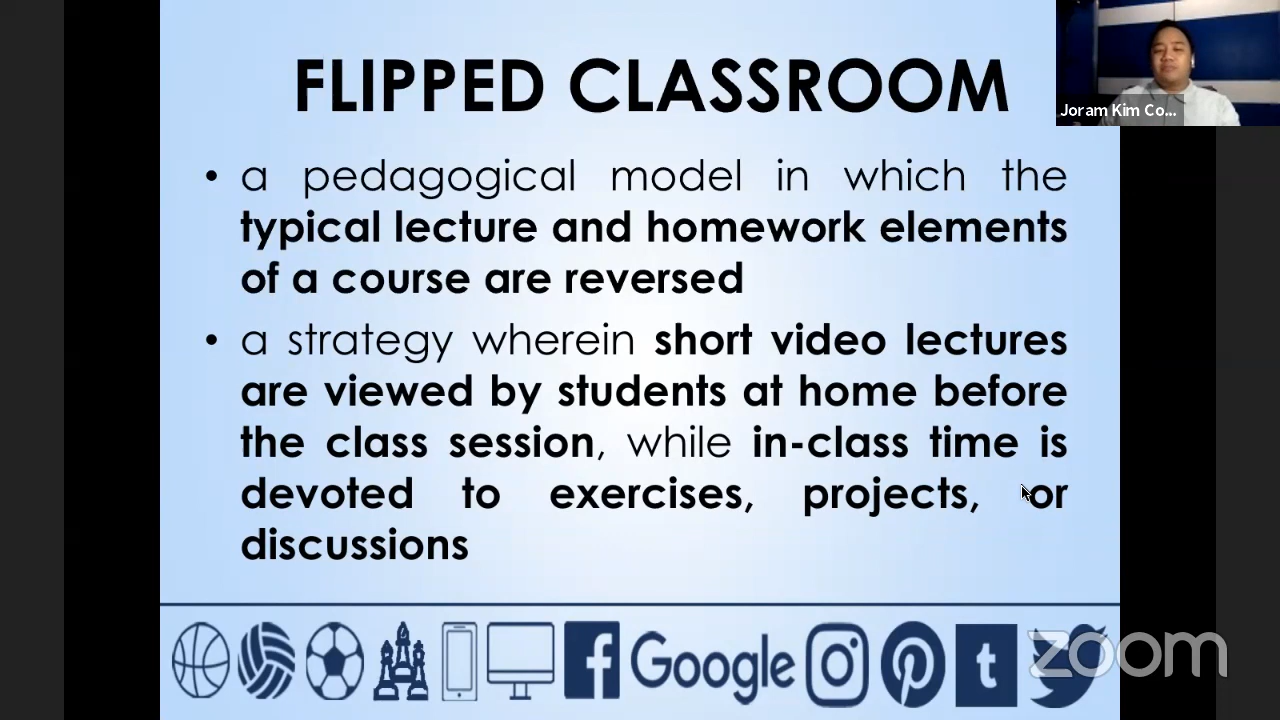 FLIPPED CLASSROOM
Joram Kim Co...
• a pedagogical model in which the
typical lecture and homework elements
of a course are reversed
• a strategy wherein short video lectures
are viewed by students at home before
the class session, while in-class time is
devoted to exercises, projects, or
discussions
f Google t zoom